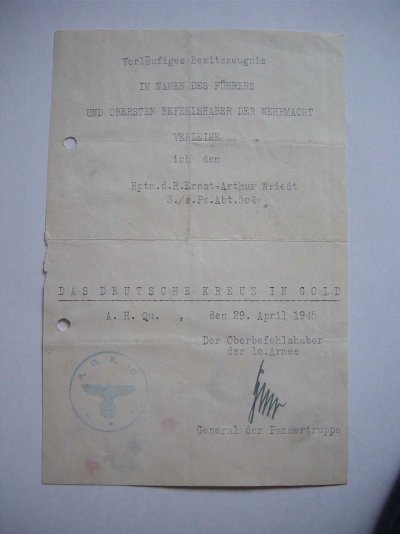 Vorläufiges Besitzzeugnis
IM NAMEN DES FÜHRERS
UND OBERSTEN BEFEHLSHABER DER WEHRMACHT
VERLEIHE
ich dem
Hptm.d.R.Ernst-Arthur Wriedt
3./s.Pz.Abt.504
DAS DEUTSCHE KREUZ IN GOLD
A. H. Qu. , den 29. April 1945
Der Oberbefehlshaber
der 10.Armee
General der Panzertruppe